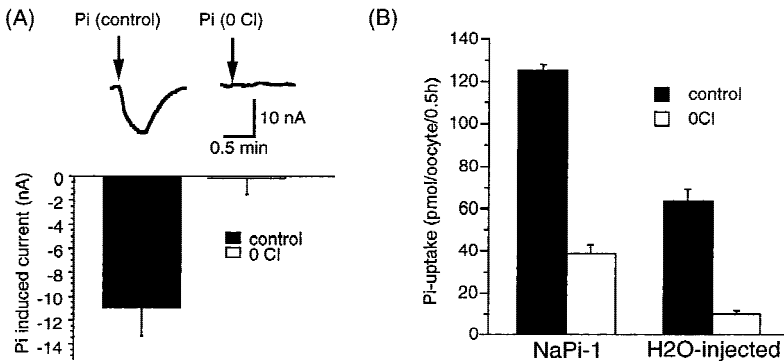 (A)
Pi (control)
Pi (0 Cl)
10 nA
0.5 min
Pi induced current (nA)
0
-2
-4
-6
-8
-10
-12
-14
control
0 Cl
(B)
Pi-uptake (pmol/oocyte/0.5h)
140
120
100
80
60
40
20
0
control
0Cl
NaPi-1
H2O-injected